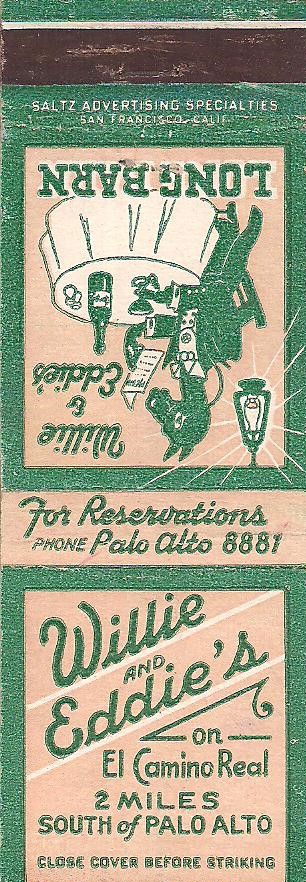 SALTZ ADVERTISING SPECIALTIES
SAN FRANCISCO, CALIF.
Willie
& Eddie's
LONG BARN
For Reservations
PHONE Palo Alto 8881
Willie
AND
Eddie's
on
El Camino Real
2 MILES
SOUTH of PALO ALTO
CLOSE COVER BEFORE STRIKING